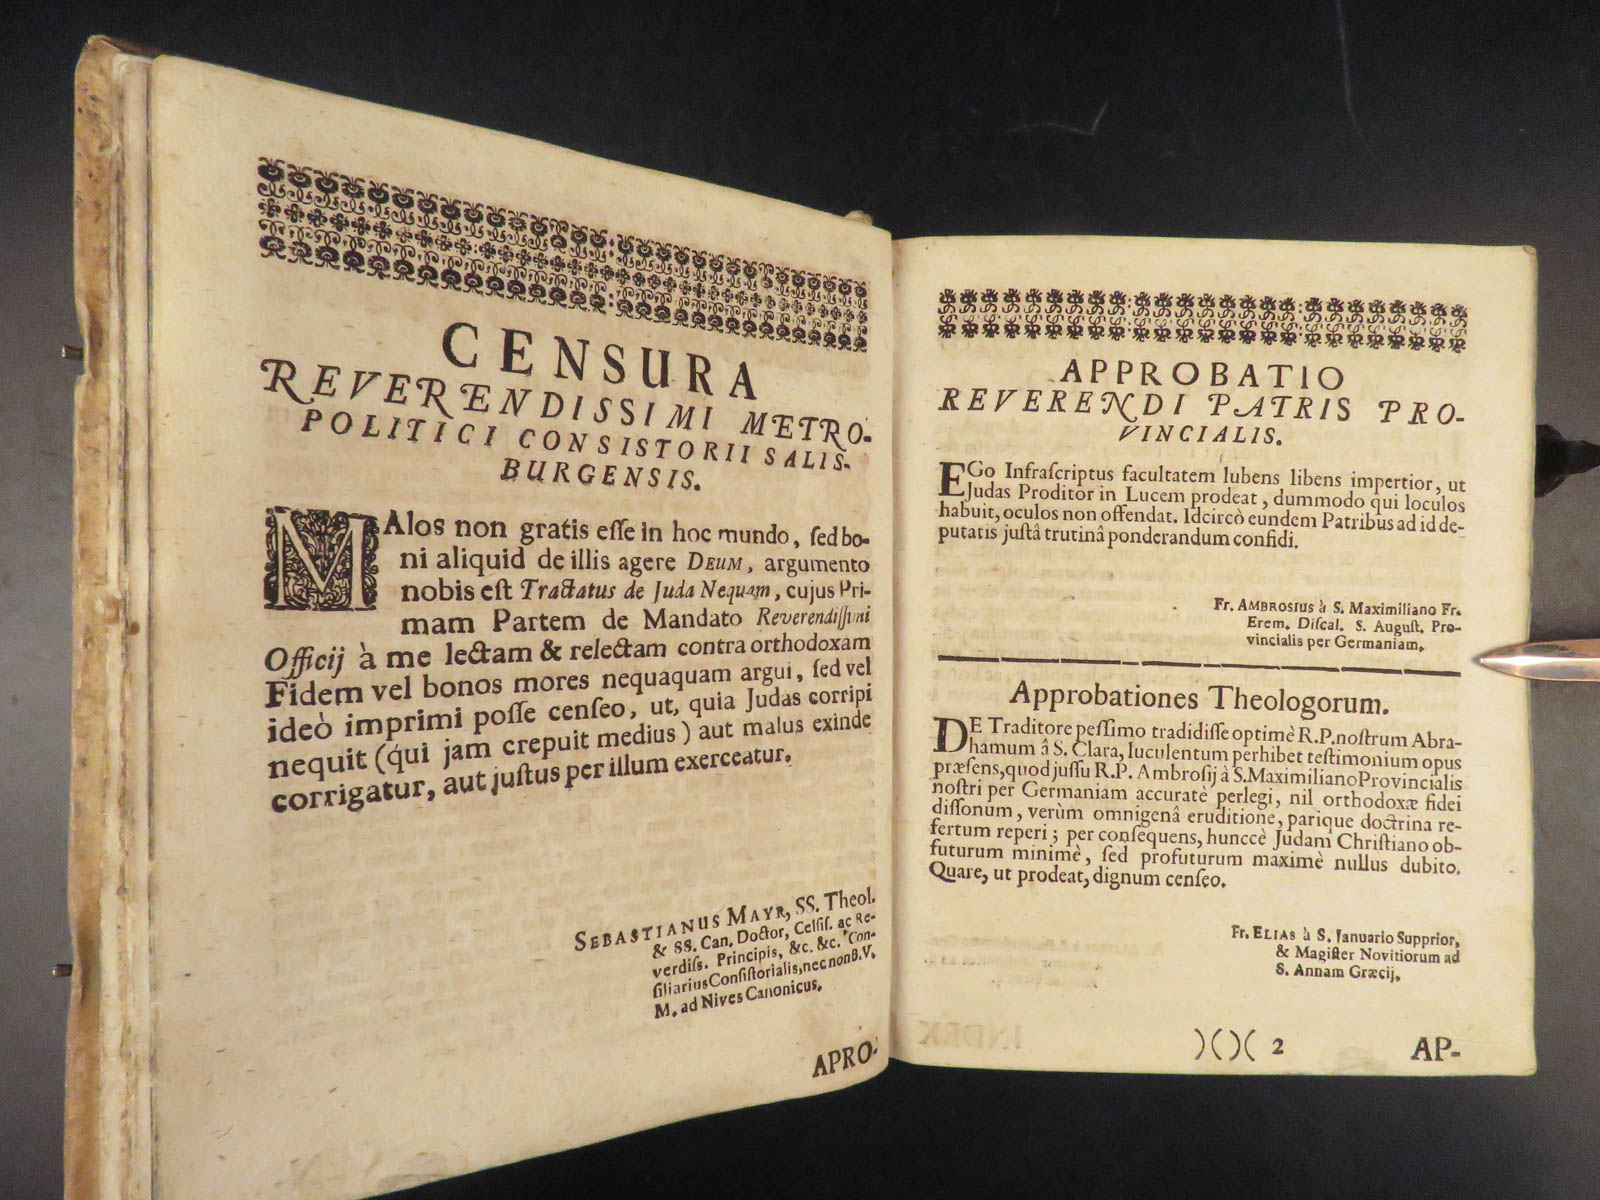 CENSURA
REVERENDISSIMI METRO-
POLITICI CONSISTORII SALIS-
BURGENSIS.
MAlos non gratis eſſe in hoc mundo, ſed bo-
ni aliquid de illis agere DEUM, argumento
nobis eſt Tractatus de Juda Nequam, cujus Pri-
mam Partem de Mandato Reverendiſſimi
Officij à me lectam & relectam contra orthodoxam
Fidem vel bonos mores nequaquam argui, ſed vel
ideò imprimi poſſe cenſeo, ut, quia Judas corripi
nequit (qui jam crepuit medius) aut malus exinde
corrigatur, aut juſtus per illum exerceatur.
SEBASTIANUS MAYR, SS. Theol.
& SS. Can. Doctor, Celſiſ. ac Re-
verdiſs. Principis, &c. &c. Con-
ſiliarius Conſiſtorialis, nec non B.V.
M. ad Nives Canonicus.
APRO-
APPROBATIO
REVERENDI PATRIS PRO-
VINCIALIS.
EGo Infraſcriptus facultatem lubens libens impertior, ut
Judas Proditor in Lucem prodeat, dummodo qui loculos
habuit, oculos non offendat. Idcircò eundem Patribus ad id de-
putatis juſtâ trutinâ ponderandum confidi.
Fr. AMBROSIUS à S. Maximiliano Fr.
Erem. Diſcal. S. Auguſt. Pro-
vincialis per Germaniam.
Approbationes Theologorum.
DE Traditore peſſimo tradidiſſe optimè R.P. noſtrum Abra-
hamum â S. Clara, luculentum perhibet teſtimonium opus
præſens, quod juſſu R.P. Ambroſij à S. Maximiliano Provincialis
noſtri per Germaniam accuratè perlegi, nil orthodoxæ fidei
diſſonum, verùm omnigenâ eruditione, parique doctrina re-
fertum reperi; per conſequens, huncce Judam Chriſtiano ob-
futurum minimè, ſed profuturum maximè nullus dubito.
Quare, ut prodeat, dignum cenſeo.
Fr. ELIAS à S. Ianuario Supprior,
& Magiſter Novitiorum ad
S. Annam Græcij.
)()( 2 AP-